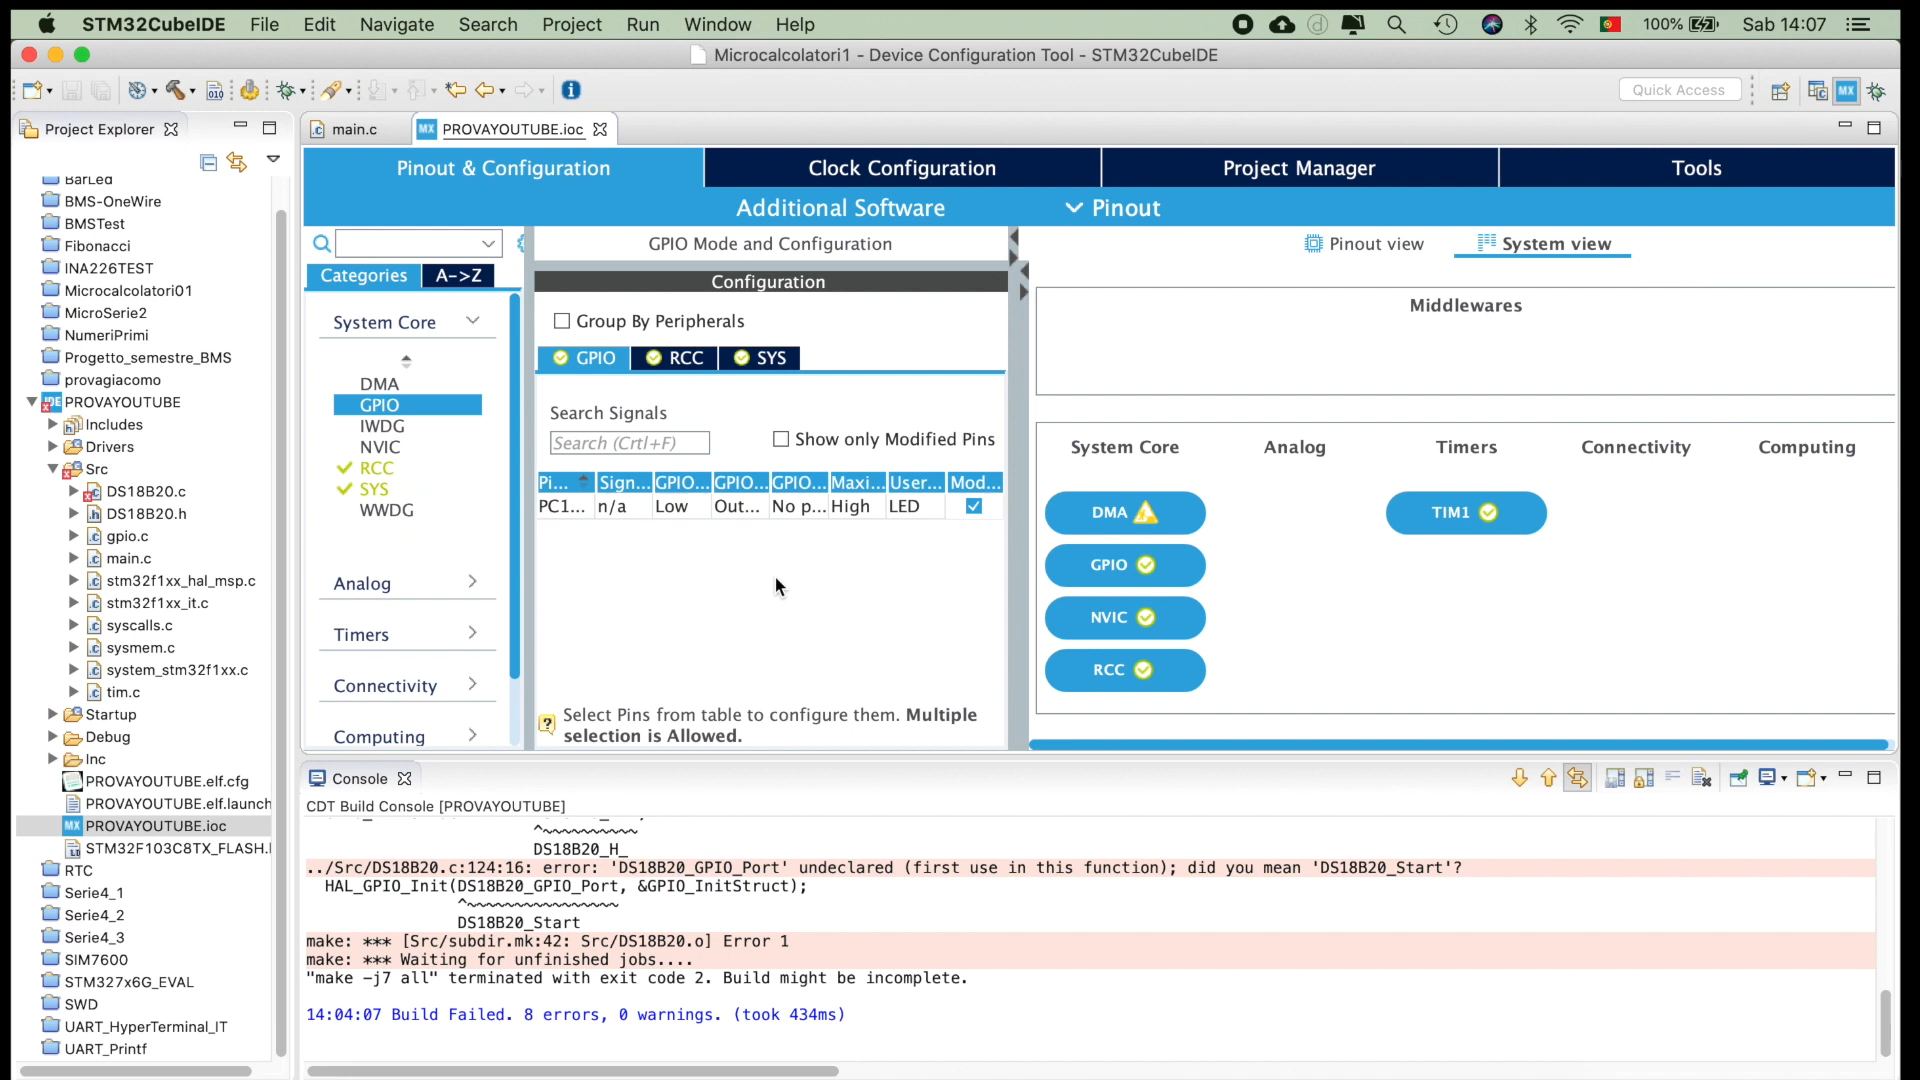 STM32CubeIDE File Edit Navigate Search Project Run Window Help 100% Sab 14:07
Microcalcolatori1 - Device Configuration Tool - STM32CubeIDE
010
Quick Access
MX
Project Explorer
BarLed
BMS-OneWire
BMSTest
Fibonacci
INA226TEST
Microcalcolatori01
MicroSerie2
NumeriPrimi
Progetto_semestre_BMS
provagiacomo
PROVAYOUTUBE
Includes
Drivers
Src
DS18B20.c
DS18B20.h
gpio.c
main.c
stm32f1xx_hal_msp.c
stm32f1xx_it.c
syscalls.c
sysmem.c
system_stm32f1xx.c
tim.c
Startup
Debug
Inc
PROVAYOUTUBE.elf.cfg
PROVAYOUTUBE.elf.launch
MX PROVAYOUTUBE.ioc
STM32F103C8TX_FLASH.
RTC
Serie4_1
Serie4_2
Serie4_3
SIM7600
STM327x6G_EVAL
SWD
UART_HyperTerminal_IT
UART_Printf
main.c MX PROVAYOUTUBE.ioc
Pinout & Configuration Clock Configuration Project Manager Tools
Additional Software Pinout
Categories A->Z
System Core
DMA
GPIO
IWDG
NVIC
RCC
SYS
WWDG
Analog
Timers
Connectivity
Computing
GPIO Mode and Configuration
Configuration
Group By Peripherals
GPIO RCC SYS
Search Signals
Search (Crtl+F) Show only Modified Pins
Pi... Sign... GPIO... GPIO... GPIO... Maxi... User... Mod...
PC1... n/a Low Out... No p... High LED
Select Pins from table to configure them. Multiple
selection is Allowed.
Pinout view System view
Middlewares
System Core Analog Timers Connectivity Computing
DMA TIM1
GPIO
NVIC
RCC
Console
CDT Build Console [PROVAYOUTUBE]
^~~~~~~~~~
DS18B20_H_
../Src/DS18B20.c:124:16: error: 'DS18B20_GPIO_Port' undeclared (first use in this function); did you mean 'DS18B20_Start'?
HAL_GPIO_Init(DS18B20_GPIO_Port, &GPIO_InitStruct);
^~~~~~~~~~~~~~~~~
DS18B20_Start
make: *** [Src/subdir.mk:42: Src/DS18B20.o] Error 1
make: *** Waiting for unfinished jobs....
"make -j7 all" terminated with exit code 2. Build might be incomplete.
14:04:07 Build Failed. 8 errors, 0 warnings. (took 434ms)